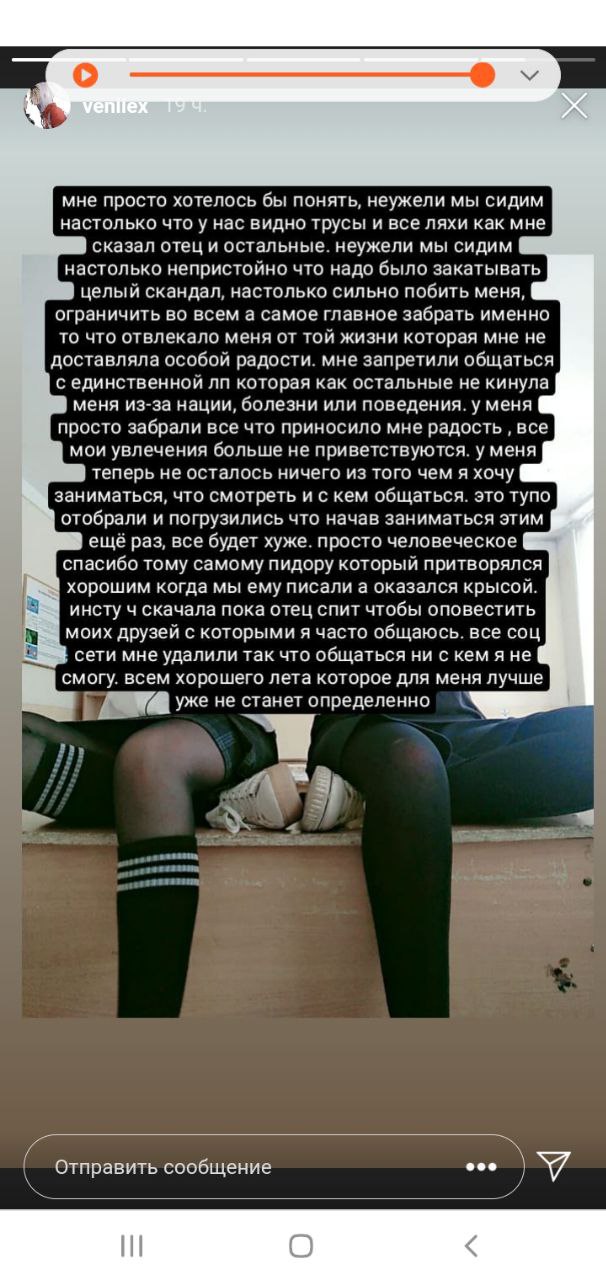 venilex 19 ч.
мне просто хотелось бы понять, неужели мы сидим
настолько что у нас видно трусы и все ляхи как мне
сказал отец и остальные. неужели мы сидим
настолько непристойно что надо было закатывать
целый скандал, настолько сильно побить меня,
ограничить во всем а самое главное забрать именно
то что отвлекало меня от той жизни которая мне не
доставляла особой радости. мне запретили общаться
с единственной лп которая как остальные не кинула
меня из-за нации, болезни или поведения. у меня
просто забрали все что приносило мне радость , все
мои увлечения больше не приветствуются. у меня
теперь не осталось ничего из того чем я хочу
заниматься, что смотреть и с кем общаться. это тупо
отобрали и погрузились что начав заниматься этим
ещё раз, все будет хуже. просто человеческое
спасибо тому самому пидору который притворялся
хорошим когда мы ему писали а оказался крысой.
инсту ч скачала пока отец спит чтобы оповестить
моих друзей с которыми я часто общаюсь. все соц
сети мне удалили так что общаться ни с кем я не
смогу. всем хорошего лета которое для меня лучше
уже не станет определенно
Отправить сообщение